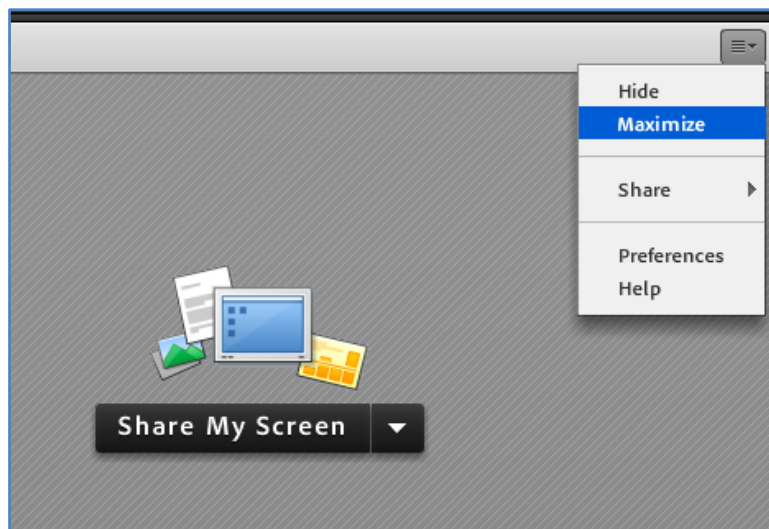 Hide
Maximize
Share
Preferences
Help
Share My Screen